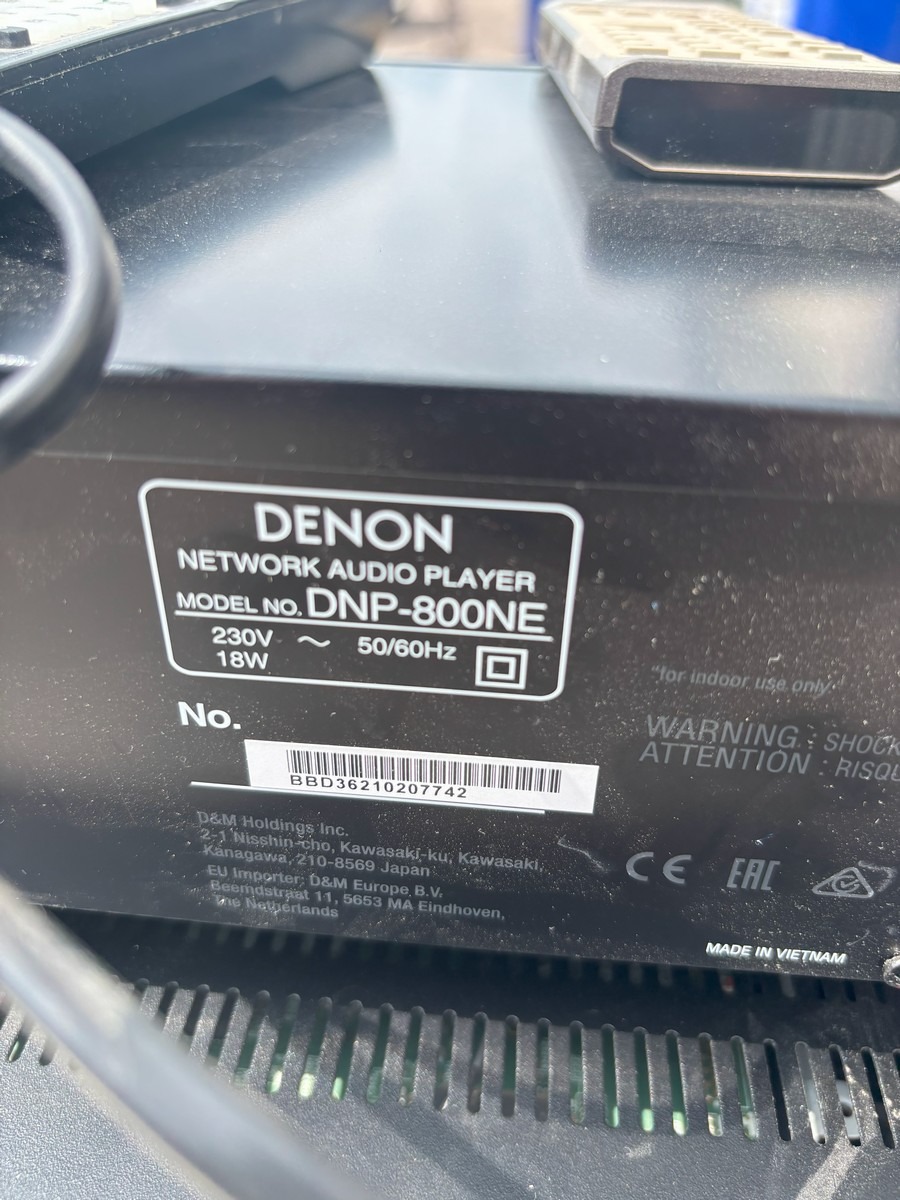 DENON
NETWORK AUDIO PLAYER
MODEL NO. DNP-800NE
230V ~ 50/60Hz
18W
No.
BBD36210207742
"for indoor use only"
WARNING : SHOCK
ATTENTION : RISQU
D&M Holdings Inc.
2-1 Nisshin-cho, Kawasaki-ku, Kawasaki,
Kanagawa, 210-8569 Japan
EU Importer: D&M Europe B.V.
Beemdstraat 11, 5653 MA Eindhoven,
The Netherlands
CE EAC
MADE IN VIETNAM